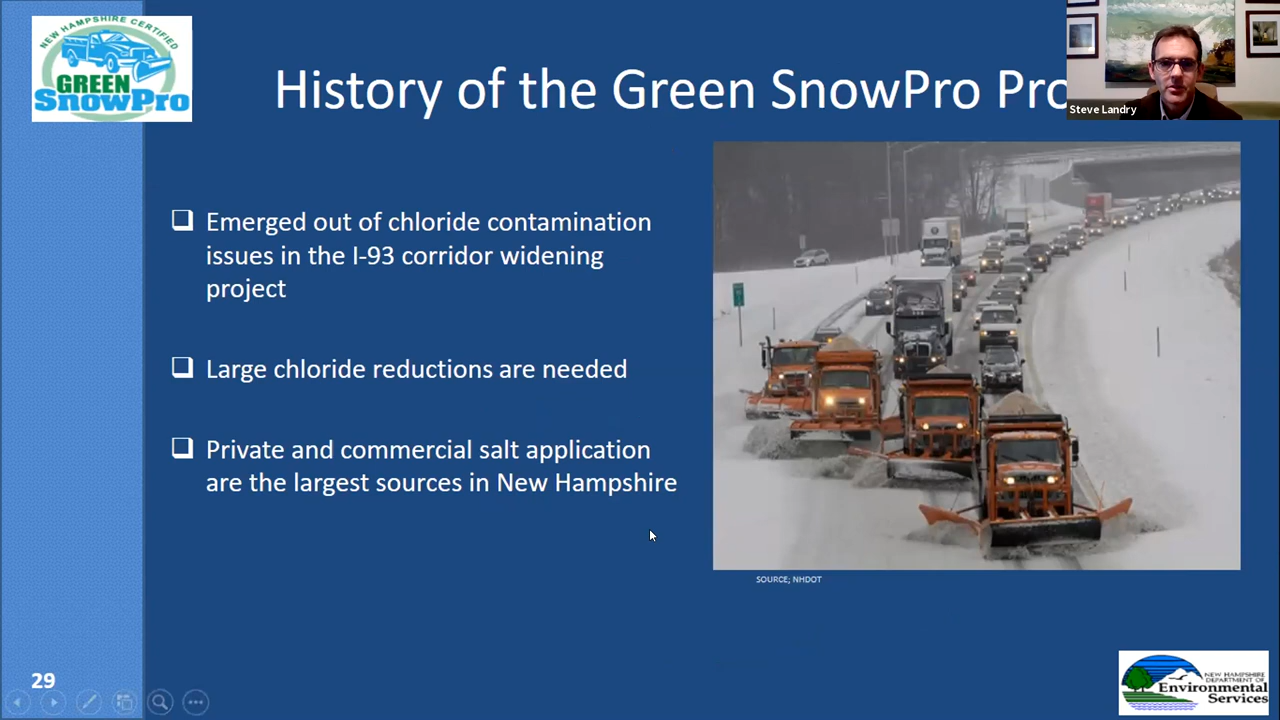 NEW HAMPSHIRE CERTIFIED
GREEN
SnowPro
History of the Green SnowPro Pro
Steve Landry
Emerged out of chloride contamination
issues in the I-93 corridor widening
project
Large chloride reductions are needed
Private and commercial salt application
are the largest sources in New Hampshire
SOURCE; NHDOT
29
NEW HAMPSHIRE
DEPARTMENT OF
Environmental
Services